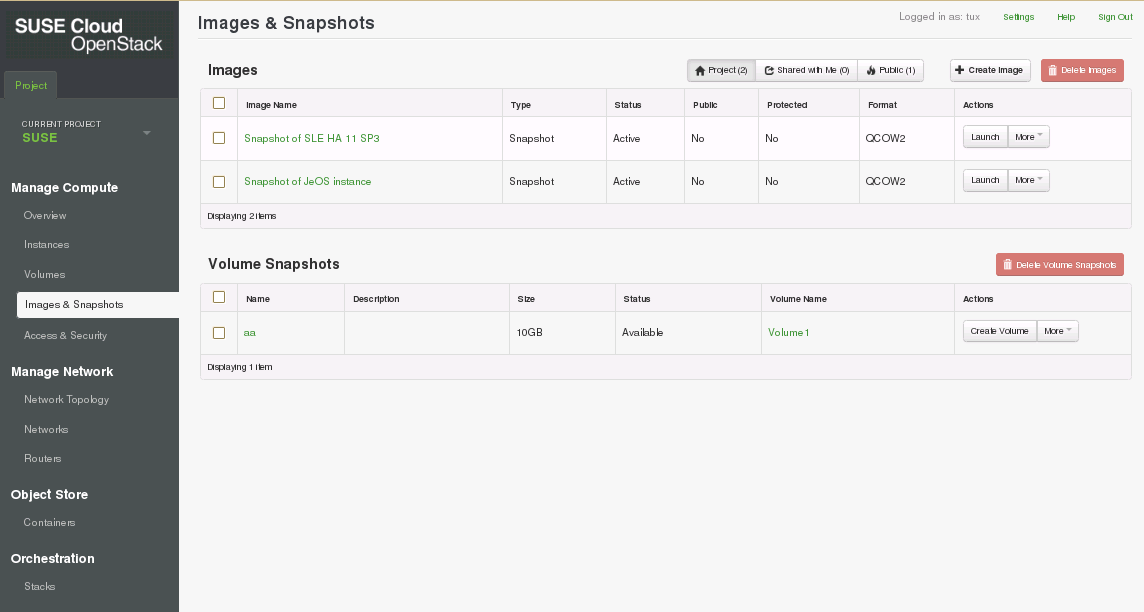 SUSE Cloud
OpenStack
Project
CURRENT PROJECT
SUSE
Manage Compute
Overview
Instances
Volumes
Images & Snapshots
Access & Security
Manage Network
Network Topology
Networks
Routers
Object Store
Containers
Orchestration
Stacks
Images & Snapshots
Logged in as: tux Settings Help Sign Out
Images
Project (2) Shared with Me (0) Public (1) Create Image Delete Images
Image Name Type Status Public Protected Format Actions
Snapshot of SLE HA 11 SP3 Snapshot Active No No QCOW2 Launch More
Snapshot of JeOS instance Snapshot Active No No QCOW2 Launch More
Displaying 2 items
Volume Snapshots
Delete Volume Snapshots
Name Description Size Status Volume Name Actions
aa 10GB Available Volume1 Create Volume More
Displaying 1 item